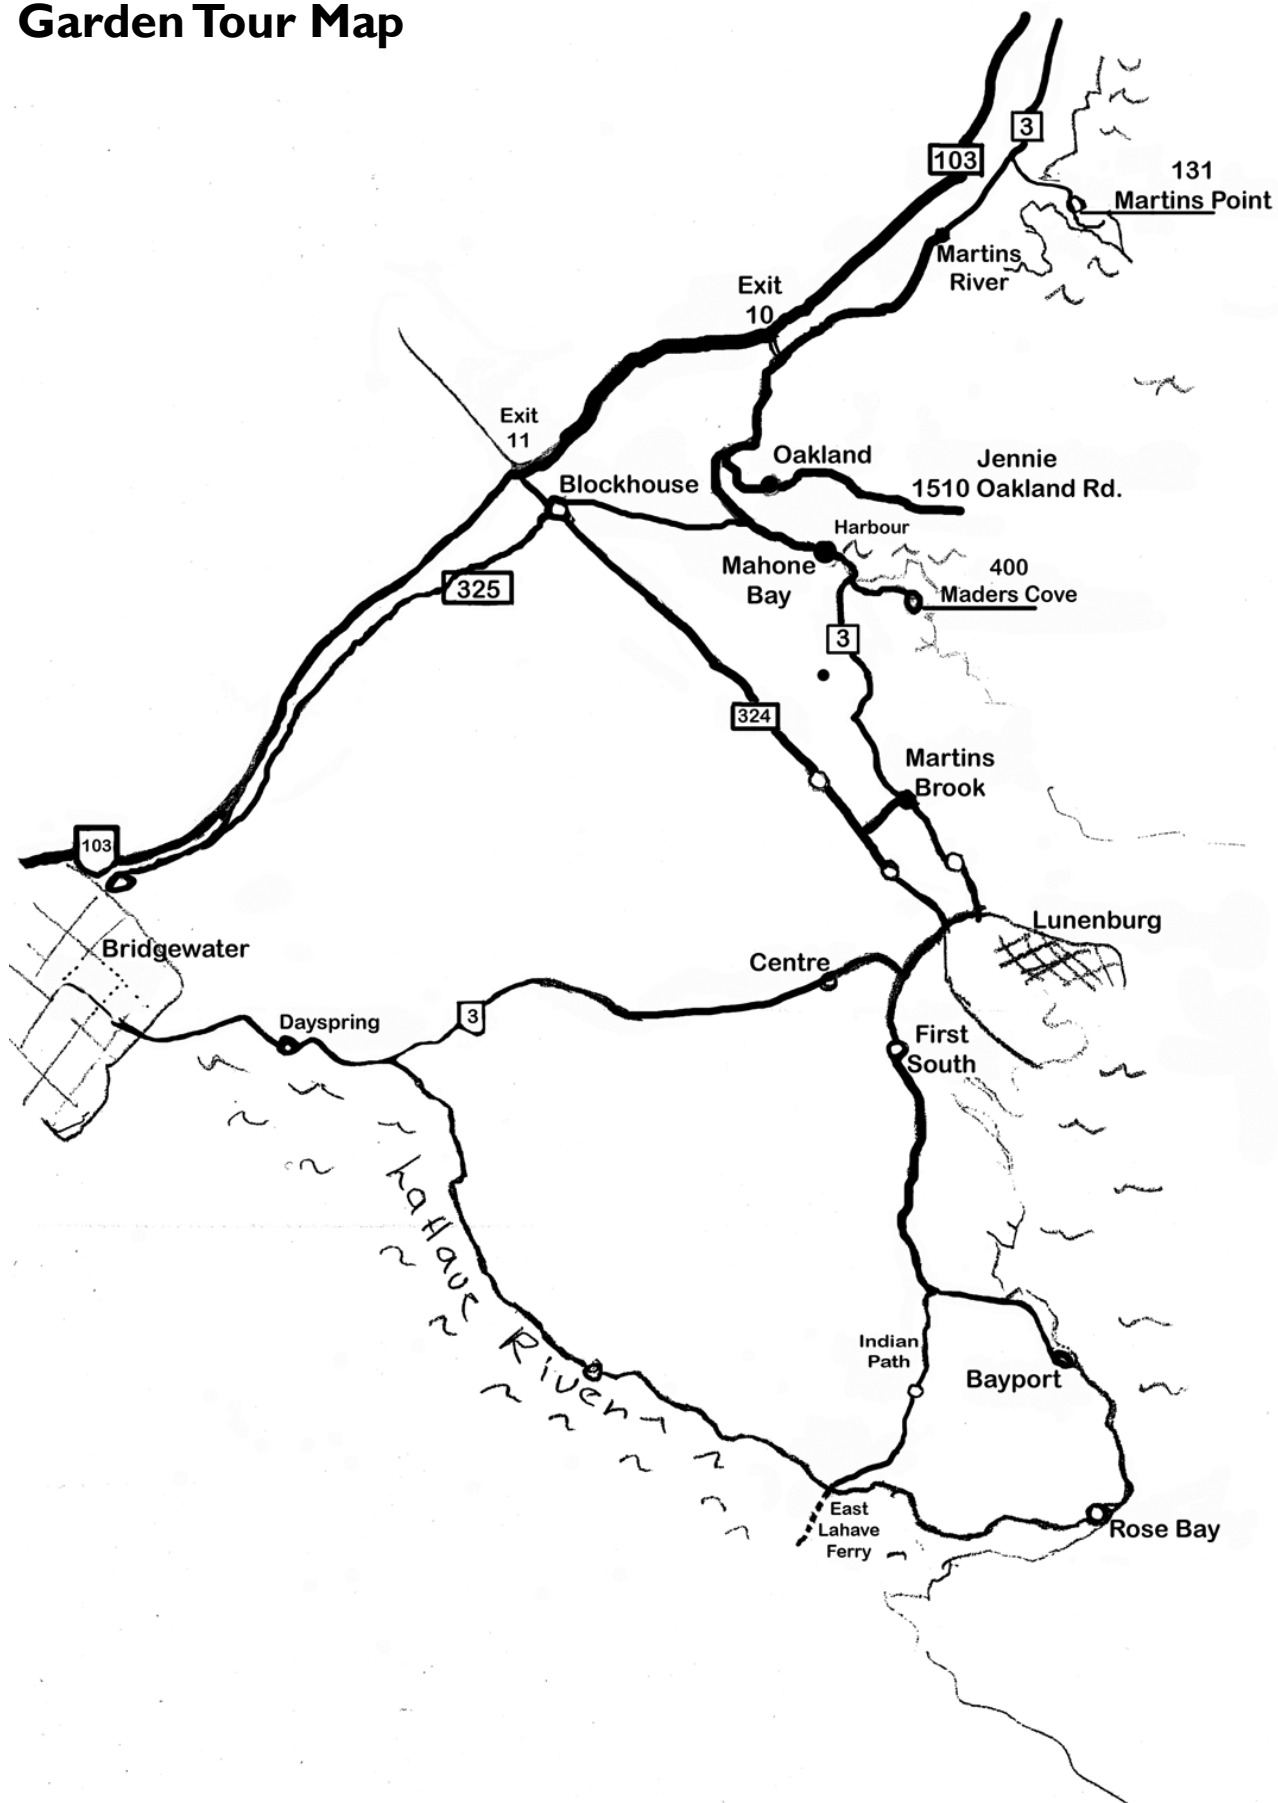 Garden Tour Map
3
103
131
Martins Point
Martins
River
Exit
10
Exit
11
Oakland
Jennie
1510 Oakland Rd.
Blockhouse
Harbour
Mahone
Bay
400
Maders Cove
325
3
324
Martins
Brook
103
Lunenburg
Bridgewater
Centre
3
Dayspring
First
South
LaHave River
Indian
Path
Bayport
East
Lahave
Ferry
Rose Bay